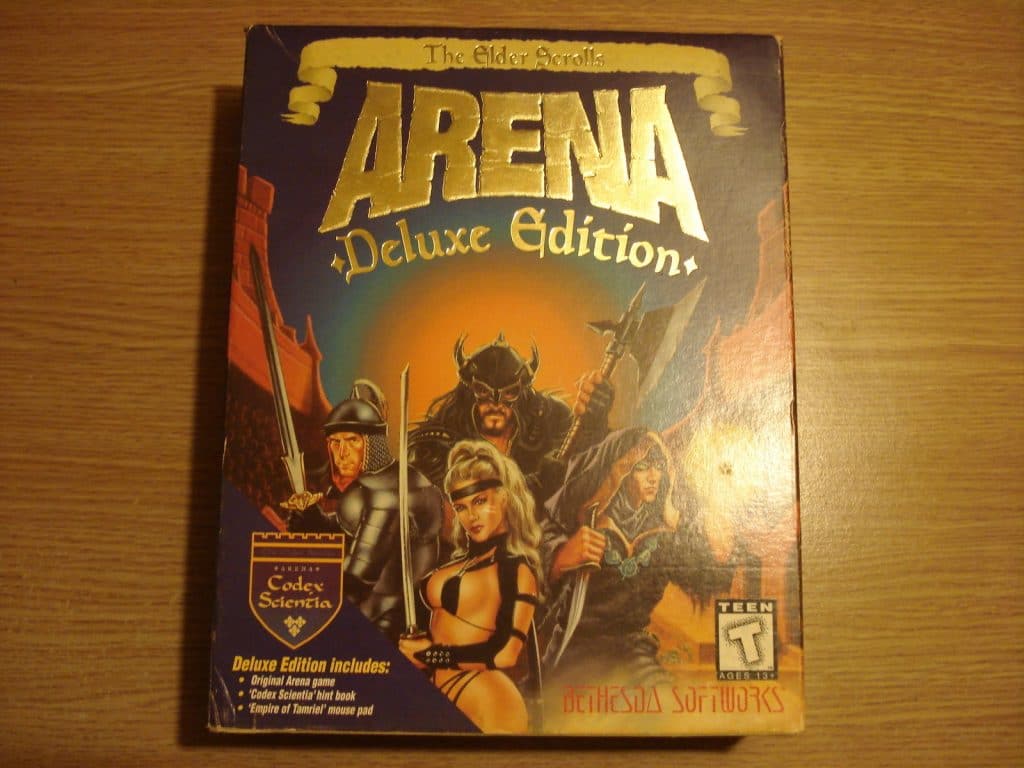 The Elder Scrolls
ARENA
Deluxe Edition
ARENA
Codex
Scientia
Deluxe Edition includes:
• Original Arena game
• 'Codex Scientia' hint book
• 'Empire of Tamriel' mouse pad
TEEN
T
AGES 13+
BETHESDA SOFTWORKS